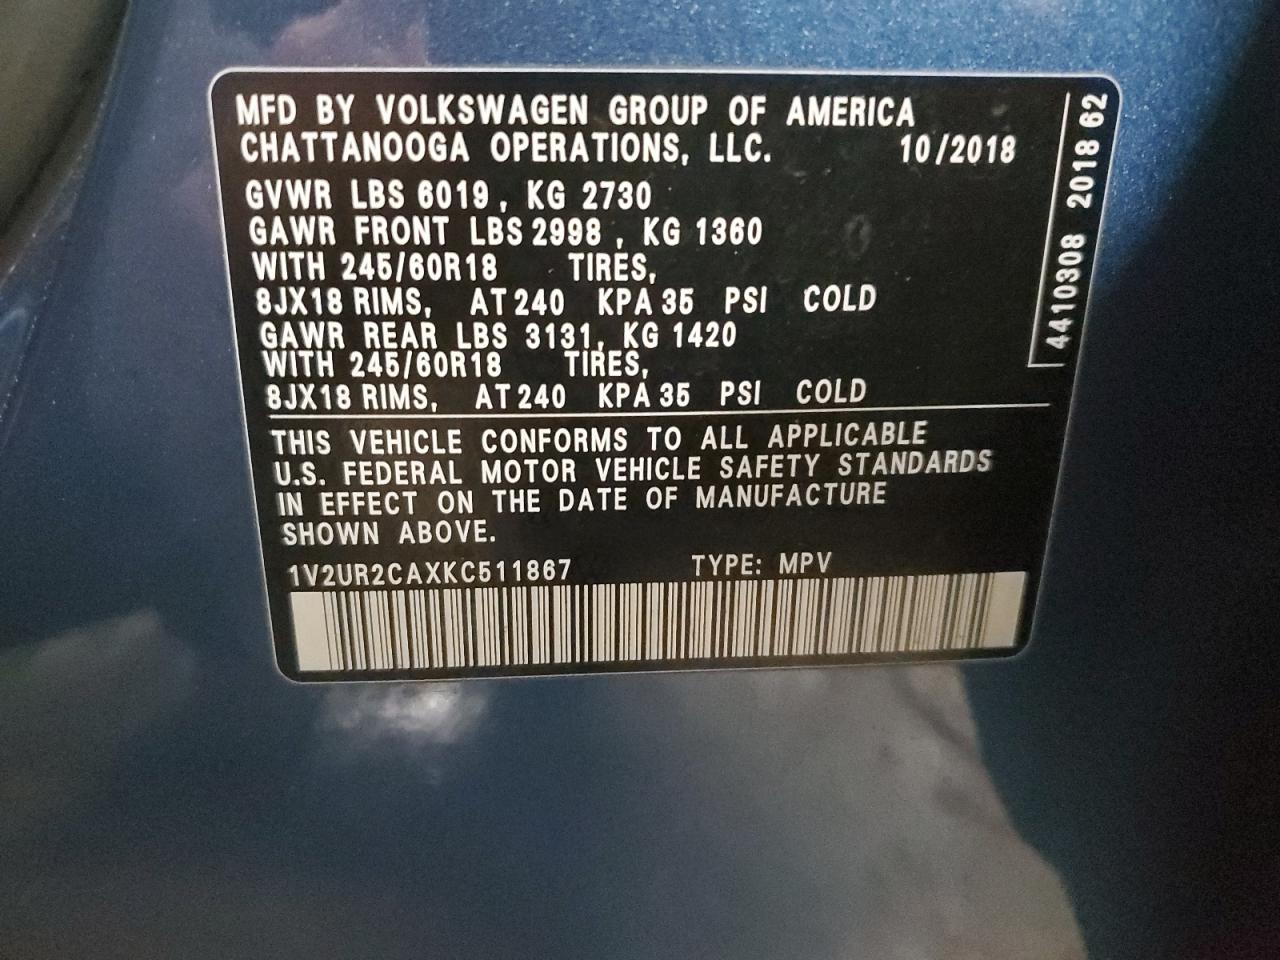 MFD BY VOLKSWAGEN GROUP OF AMERICA
CHATTANOOGA OPERATIONS, LLC. 10/2018
GVWR LBS 6019, KG 2730
GAWR FRONT LBS 2998, KG 1360
WITH 245/60R18 TIRES,
8JX18 RIMS, AT 240 KPA 35 PSI COLD
GAWR REAR LBS 3131, KG 1420
WITH 245/60R18 TIRES,
8JX18 RIMS, AT 240 KPA 35 PSI COLD
THIS VEHICLE CONFORMS TO ALL APPLICABLE
U.S. FEDERAL MOTOR VEHICLE SAFETY STANDARDS
IN EFFECT ON THE DATE OF MANUFACTURE
SHOWN ABOVE.
1V2UR2CAXKC511867 TYPE: MPV
4410308 2018 62